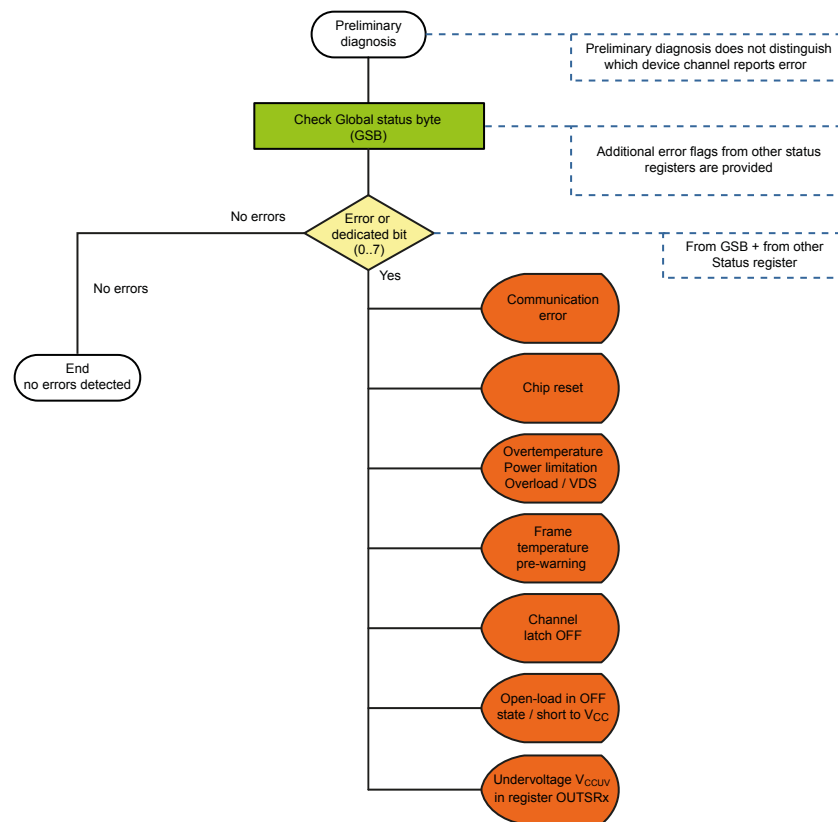 Preliminary
diagnosis
Preliminary diagnosis does not distinguish
which device channel reports error
Check Global status byte
(GSB)
Additional error flags from other status
registers are provided
No errors
Error or
dedicated bit
(0..7)
From GSB + from other
Status register
Yes
No errors
Communication
error
End
no errors detected
Chip reset
Overtemperature
Power limitation
Overload / VDS
Frame
temperature
pre-warning
Channel
latch OFF
Open-load in OFF
state / short to VCC
Undervoltage VCCUV
in register OUTSRx